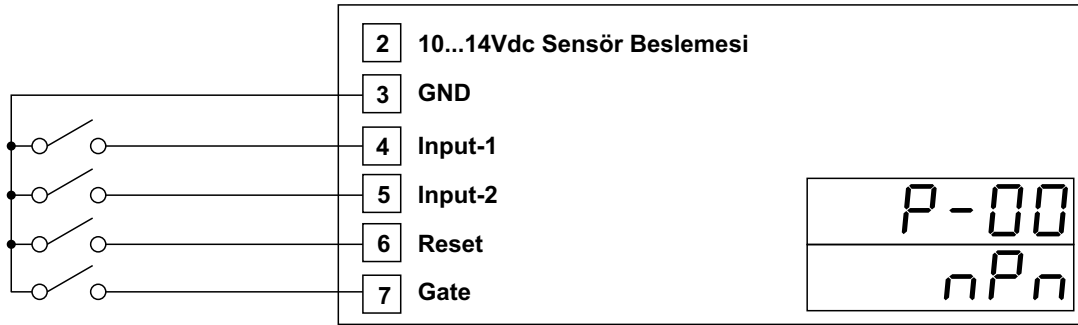 2 10...14Vdc Sensör Beslemesi
3 GND
4 Input-1
5 Input-2
6 Reset
7 Gate
P-00
nPn